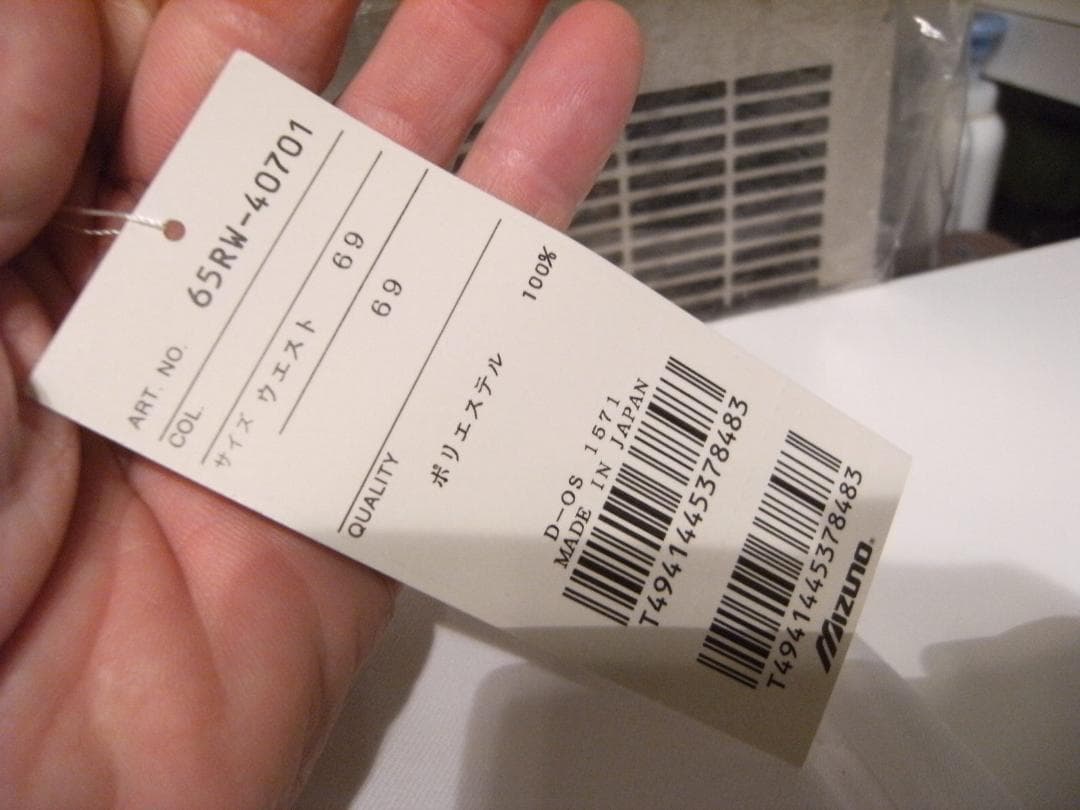 ART. NO. 65RW-40701
COL.
サイズ ウエスト 69
69
QUALITY
ポリエステル 100%
D-OS 1571
MADE IN JAPAN
T4941445378483
T4941445378483
MIZUNO